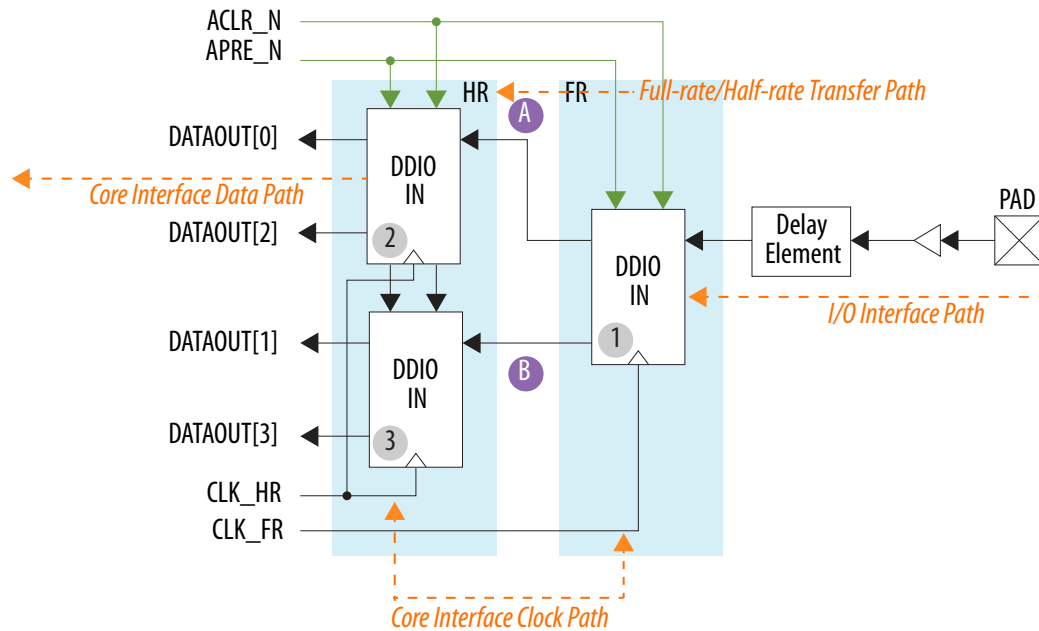 ACLR_N
APRE_N
HR
FR
Full-rate/Half-rate Transfer Path
A
DATAOUT[0]
DDIO
IN
Core Interface Data Path
DATAOUT[2]
2
PAD
Delay
Element
DDIO
IN
I/O Interface Path
1
DATAOUT[1]
DDIO
IN
B
DATAOUT[3]
3
CLK_HR
CLK_FR
Core Interface Clock Path